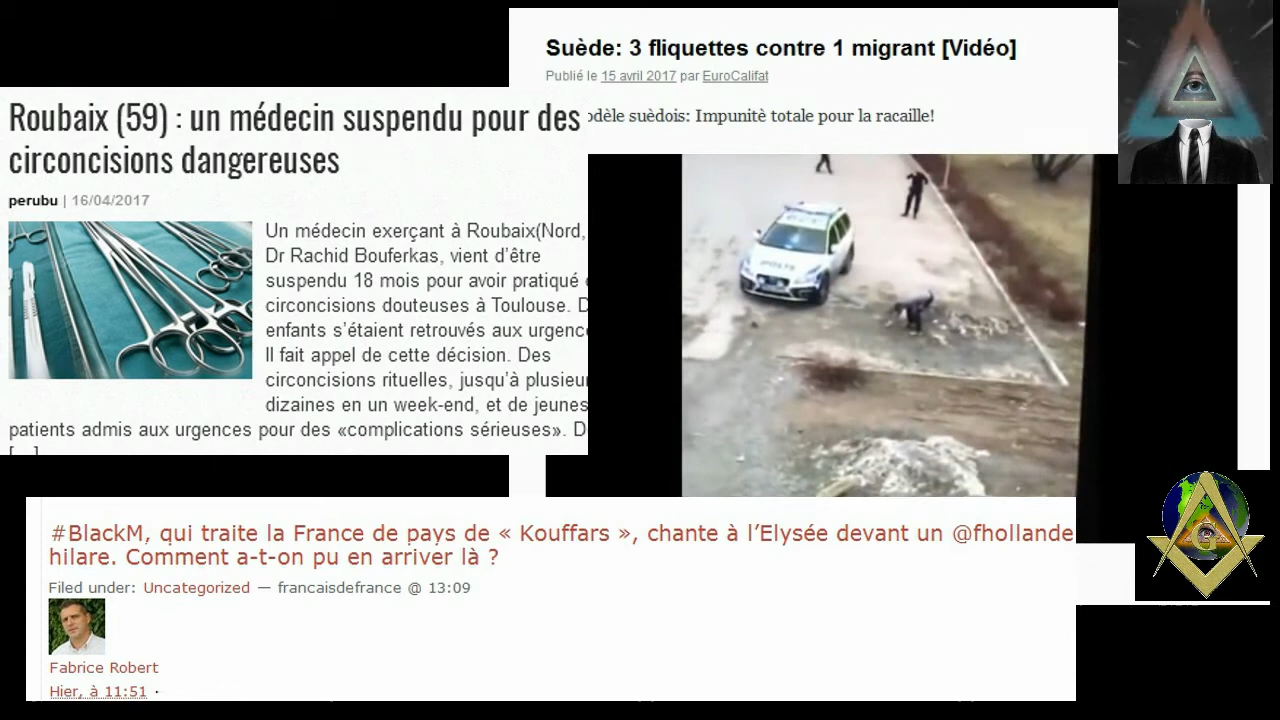 Suède: 3 fliquettes contre 1 migrant [Vidéo]
Publié le 15 avril 2017 par EuroCalifat
odèle suèdois: Impunitè totale pour la racaille!
Roubaix (59) : un médecin suspendu pour des
circoncisions dangereuses
perubu | 16/04/2017
Un médecin exerçant à Roubaix(Nord,
Dr Rachid Bouferkas, vient d’être
suspendu 18 mois pour avoir pratiqué
circoncisions douteuses à Toulouse. D
enfants s’étaient retrouvés aux urgenc
Il fait appel de cette décision. Des
circoncisions rituelles, jusqu’à plusieu
dizaines en un week-end, et de jeunes
patients admis aux urgences pour des «complications sérieuses». D
[...]
#BlackM, qui traite la France de pays de « Kouffars », chante à l’Elysée devant un @fhollande
hilare. Comment a-t-on pu en arriver là ?
Filed under: Uncategorized — francaisdefrance @ 13:09
Fabrice Robert
Hier, à 11:51 ·